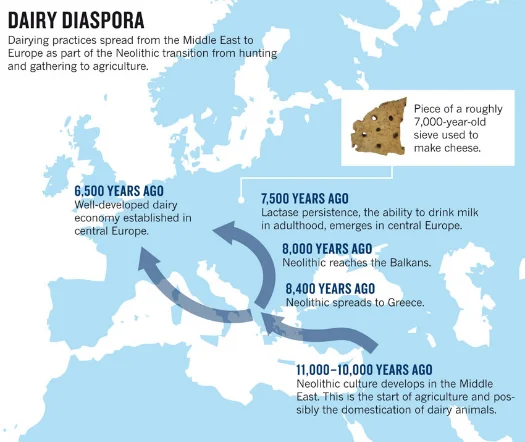 DAIRY DIASPORA
Dairying practices spread from the Middle East to
Europe as part of the Neolithic transition from hunting
and gathering to agriculture.
Piece of a roughly
7,000-year-old
sieve used to
make cheese.
6,500 YEARS AGO
Well-developed dairy
economy established in
central Europe.
7,500 YEARS AGO
Lactase persistence, the ability to drink milk
in adulthood, emerges in central Europe.
8,000 YEARS AGO
Neolithic reaches the Balkans.
8,400 YEARS AGO
Neolithic spreads to Greece.
11,000–10,000 YEARS AGO
Neolithic culture develops in the Middle
East. This is the start of agriculture and pos-
sibly the domestication of dairy animals.